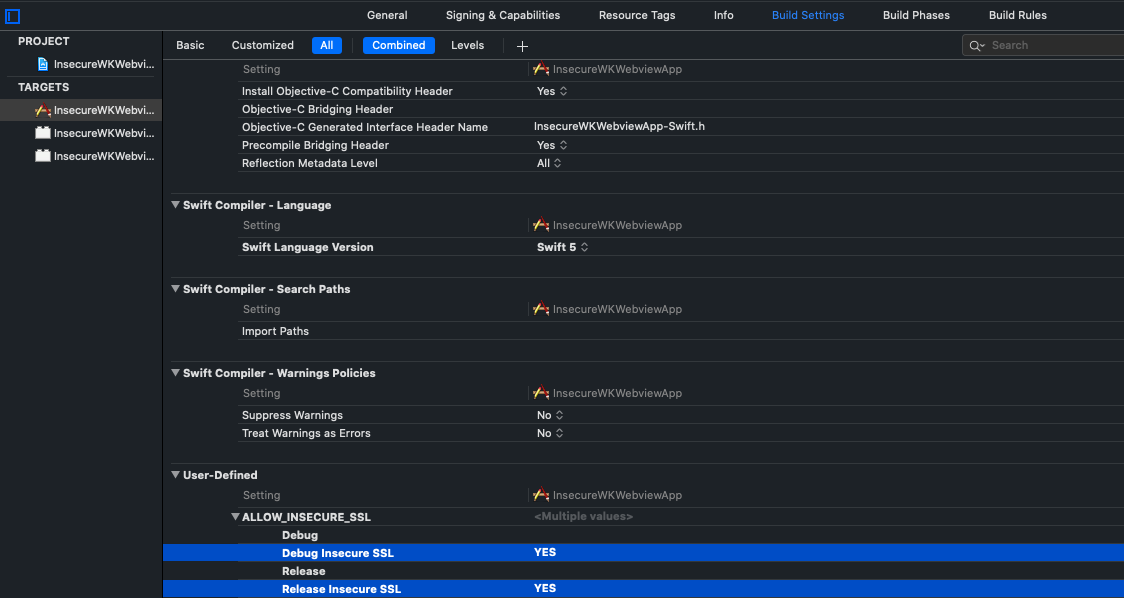 General Signing & Capabilities Resource Tags Info Build Settings Build Phases Build Rules
PROJECT
InsecureWKWebvi...
TARGETS
InsecureWKWebvi...
InsecureWKWebvi...
InsecureWKWebvi...
Basic Customized All Combined Levels + Search
Setting InsecureWKWebviewApp
Install Objective-C Compatibility Header Yes
Objective-C Bridging Header
Objective-C Generated Interface Header Name InsecureWKWebviewApp-Swift.h
Precompile Bridging Header Yes
Reflection Metadata Level All
Swift Compiler - Language
Setting InsecureWKWebviewApp
Swift Language Version Swift 5
Swift Compiler - Search Paths
Setting InsecureWKWebviewApp
Import Paths
Swift Compiler - Warnings Policies
Setting InsecureWKWebviewApp
Suppress Warnings No
Treat Warnings as Errors No
User-Defined
Setting InsecureWKWebviewApp
ALLOW_INSECURE_SSL <Multiple values>
Debug
Debug Insecure SSL YES
Release
Release Insecure SSL YES